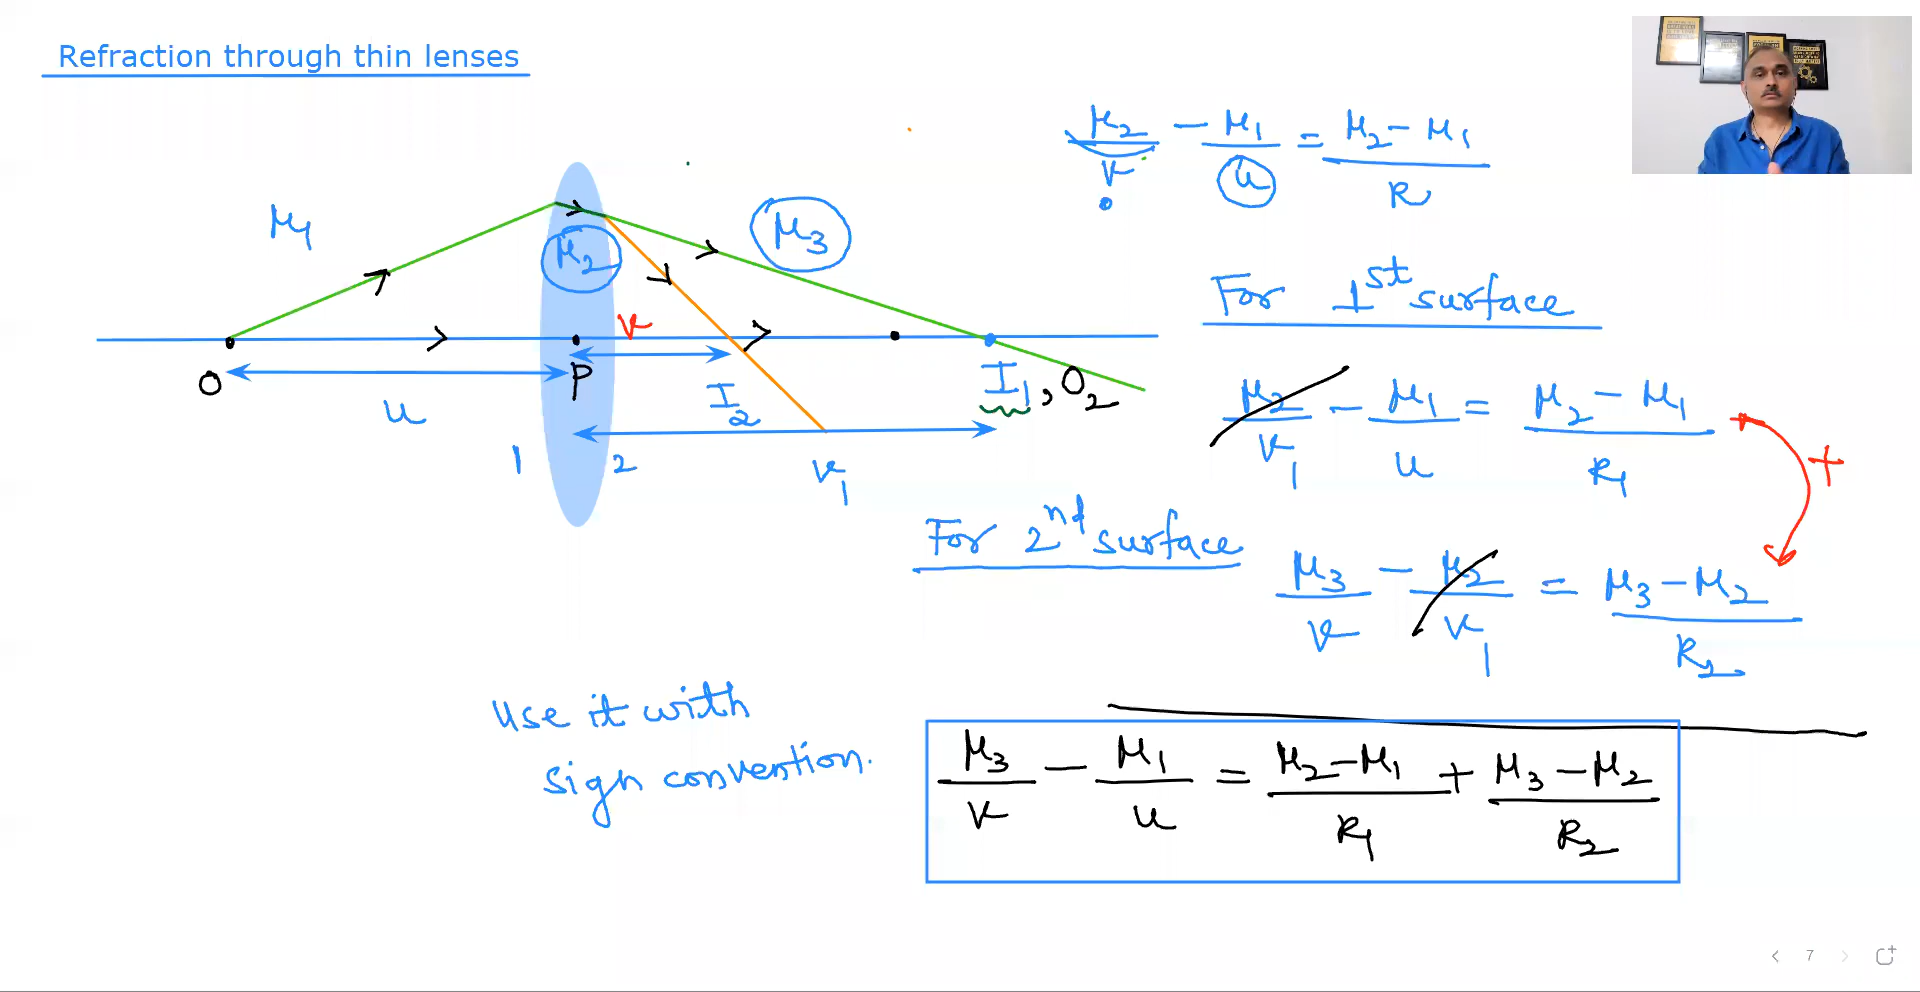 Refraction through thin lenses
μ₂/v - μ₁/u = μ₂-μ₁/R
μ₁
μ₂
μ₃
For 1st surface
v
O
P
u
I₂
I₁, O₂
μ₂/v₁ - μ₁/u = μ₂-μ₁/R₁
+
1
2
v₁
For 2nd surface
μ₃/v - μ₂/v₁ = μ₃-μ₂/R₂
use it with
sign convention.
μ₃/v - μ₁/u = μ₂-μ₁/R₁ + μ₃-μ₂/R₂
< 7 >